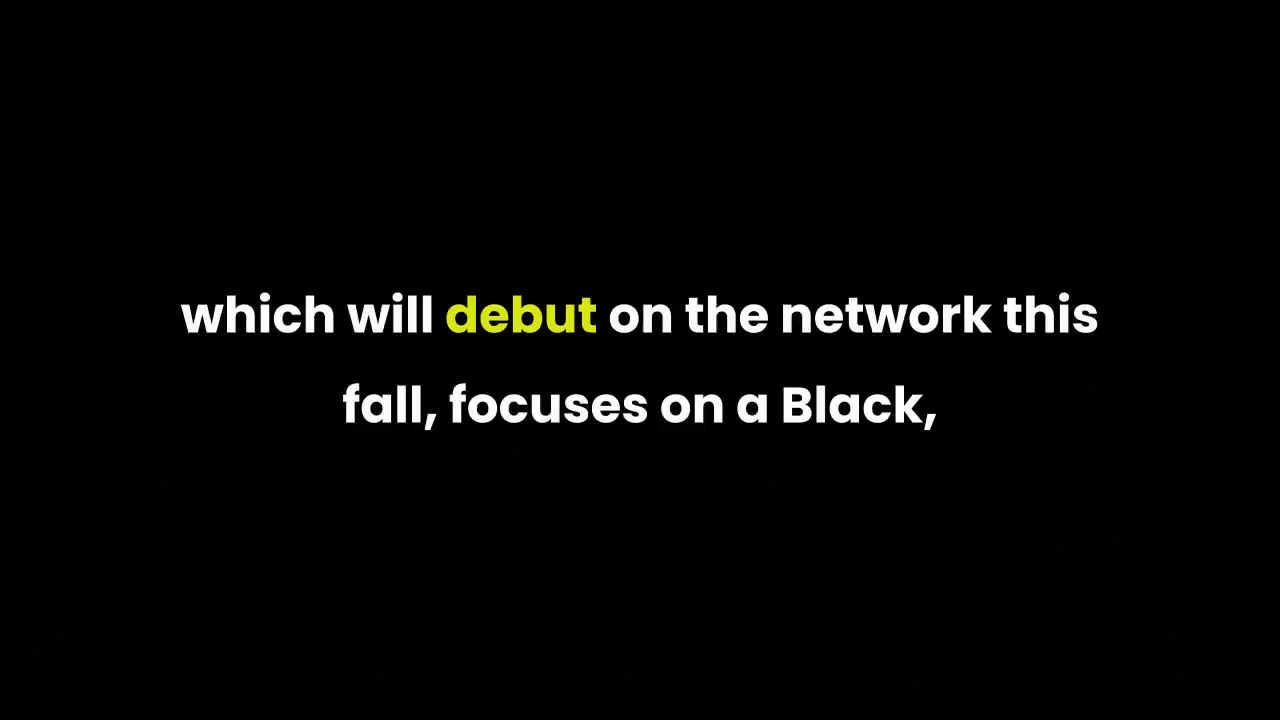 which will debut on the network this
fall, focuses on a Black,